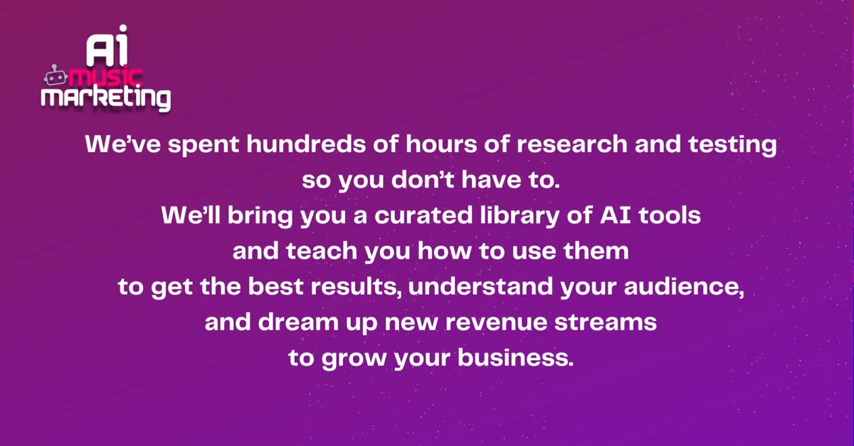 Ai
music
marketing
We’ve spent hundreds of hours of research and testing
so you don’t have to.
We’ll bring you a curated library of AI tools
and teach you how to use them
to get the best results, understand your audience,
and dream up new revenue streams
to grow your business.